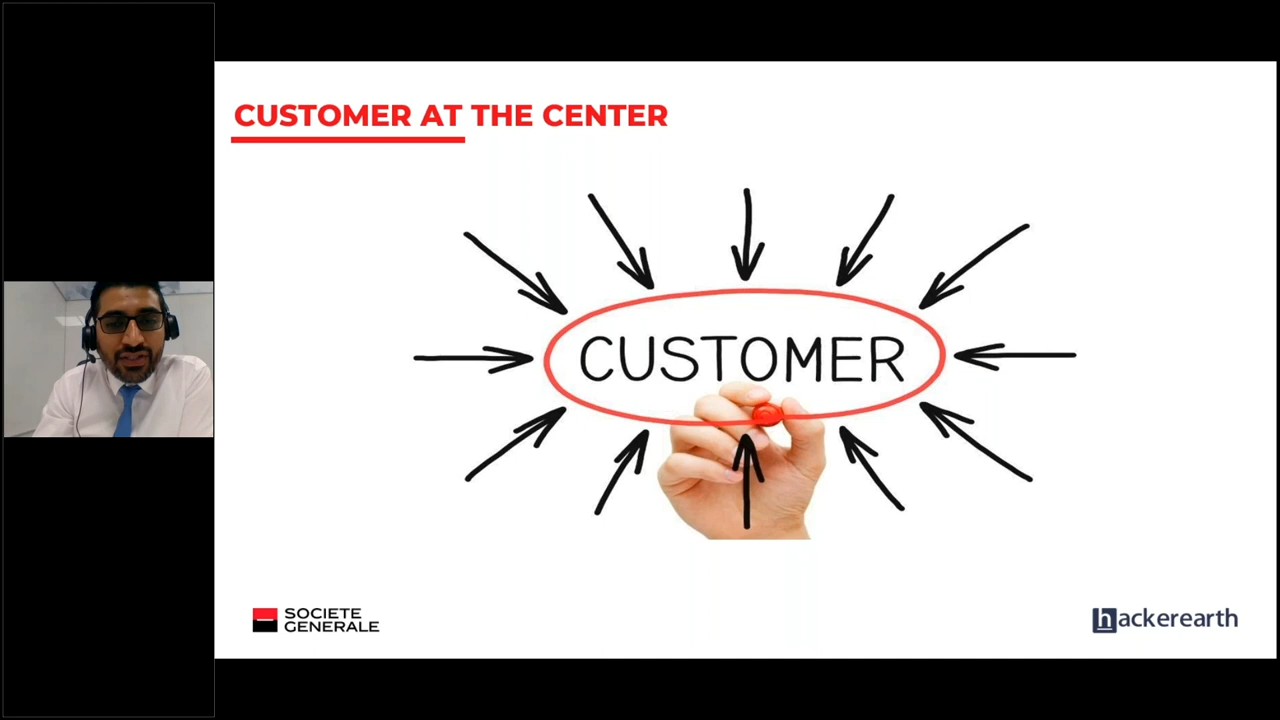 CUSTOMER AT THE CENTER
CUSTOMER
SOCIETE
GENERALE
hackerearth